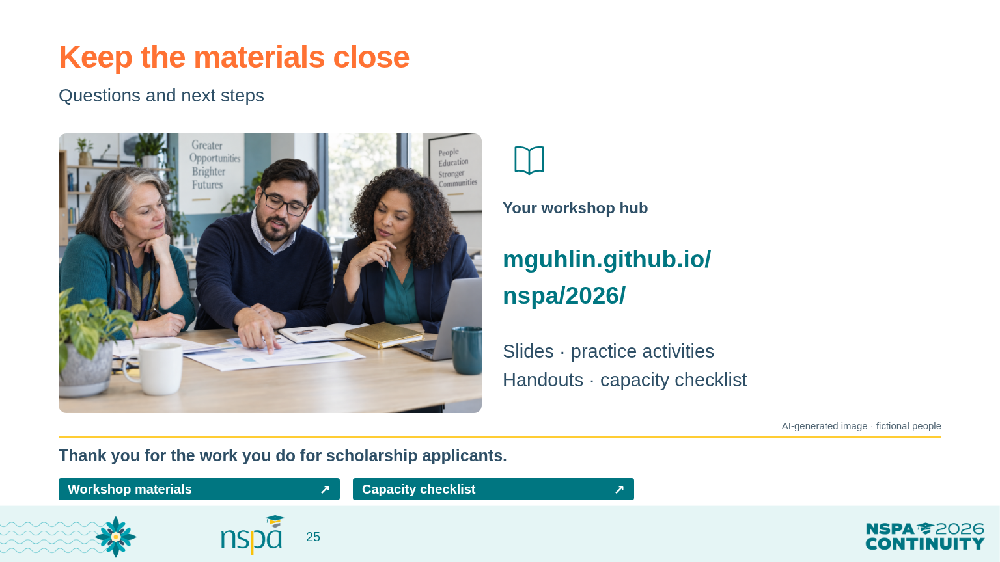 Keep the materials close
Questions and next steps
Greater
Opportunities
Brighter
Futures
People
Education
Stronger
Communities
Your workshop hub
mguhlin.github.io/
nspa/2026/
Slides · practice activities
Handouts · capacity checklist
AI-generated image · fictional people
Thank you for the work you do for scholarship applicants.
Workshop materials ↗
Capacity checklist ↗
nspa
25
NSPA 2026
CONTINUITY